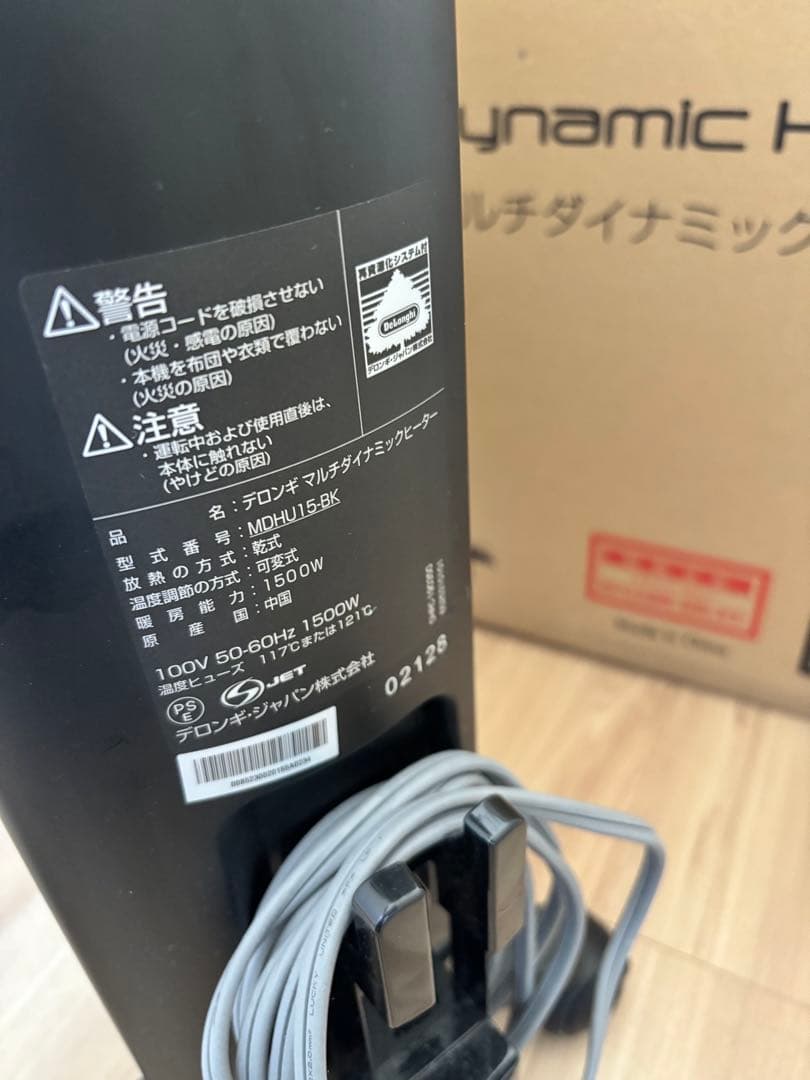 ynamic H
ルチダイナミック
警告
・電源コードを破損させない
(火災・感電の原因)
・本機を布団や衣類で覆わない
(火災の原因)
注意
・運転中および使用直後は、
本体に触れない
(やけどの原因)
再資源化システム付
DeLonghi
デロンギ・ジャパン株式会社
品名：デロンギ マルチダイナミックヒーター
型式番号：MDHU15-BK
放熱の方式：乾式
温度調節の方式：可変式
暖房能力：1500W
原産国：中国
100V 50-60Hz 1500W
温度ヒューズ 117℃または121℃
PS
E
JET
デロンギ・ジャパン株式会社
02128
LUCKY UNITED